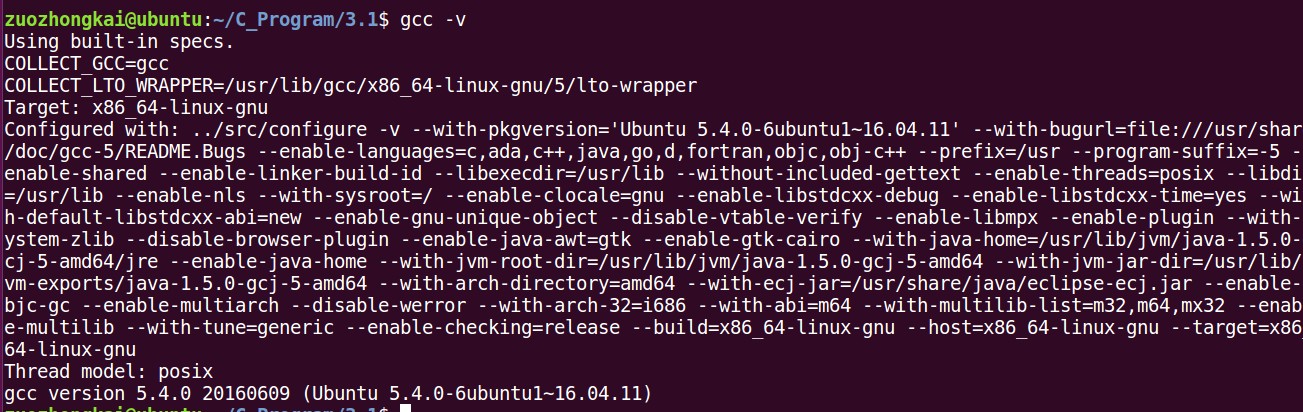 zuozhongkai@ubuntu:~/C_Program/3.1$ gcc -v
Using built-in specs.
COLLECT_GCC=gcc
COLLECT_LTO_WRAPPER=/usr/lib/gcc/x86_64-linux-gnu/5/lto-wrapper
Target: x86_64-linux-gnu
Configured with: ../src/configure -v --with-pkgversion='Ubuntu 5.4.0-6ubuntu1~16.04.11' --with-bugurl=file:///usr/shar
/doc/gcc-5/README.Bugs --enable-languages=c,ada,c++,java,go,d,fortran,objc,obj-c++ --prefix=/usr --program-suffix=-5 -
enable-shared --enable-linker-build-id --libexecdir=/usr/lib --without-included-gettext --enable-threads=posix --libdi
=/usr/lib --enable-nls --with-sysroot=/ --enable-clocale=gnu --enable-libstdcxx-debug --enable-libstdcxx-time=yes --wi
h-default-libstdcxx-abi=new --enable-gnu-unique-object --disable-vtable-verify --enable-libmpx --enable-plugin --with-
ystem-zlib --disable-browser-plugin --enable-java-awt=gtk --enable-gtk-cairo --with-java-home=/usr/lib/jvm/java-1.5.0-
cj-5-amd64/jre --enable-java-home --with-jvm-root-dir=/usr/lib/jvm/java-1.5.0-gcj-5-amd64 --with-jvm-jar-dir=/usr/lib/
vm-exports/java-1.5.0-gcj-5-amd64 --with-arch-directory=amd64 --with-ecj-jar=/usr/share/java/eclipse-ecj.jar --enable-
bjc-gc --enable-multiarch --disable-werror --with-arch-32=i686 --with-abi=m64 --with-multilib-list=m32,m64,mx32 --enab
e-multilib --with-tune=generic --enable-checking=release --build=x86_64-linux-gnu --host=x86_64-linux-gnu --target=x86
64-linux-gnu
Thread model: posix
gcc version 5.4.0 20160609 (Ubuntu 5.4.0-6ubuntu1~16.04.11)
zuozhongkai@ubuntu:~/C_Program/3.1$